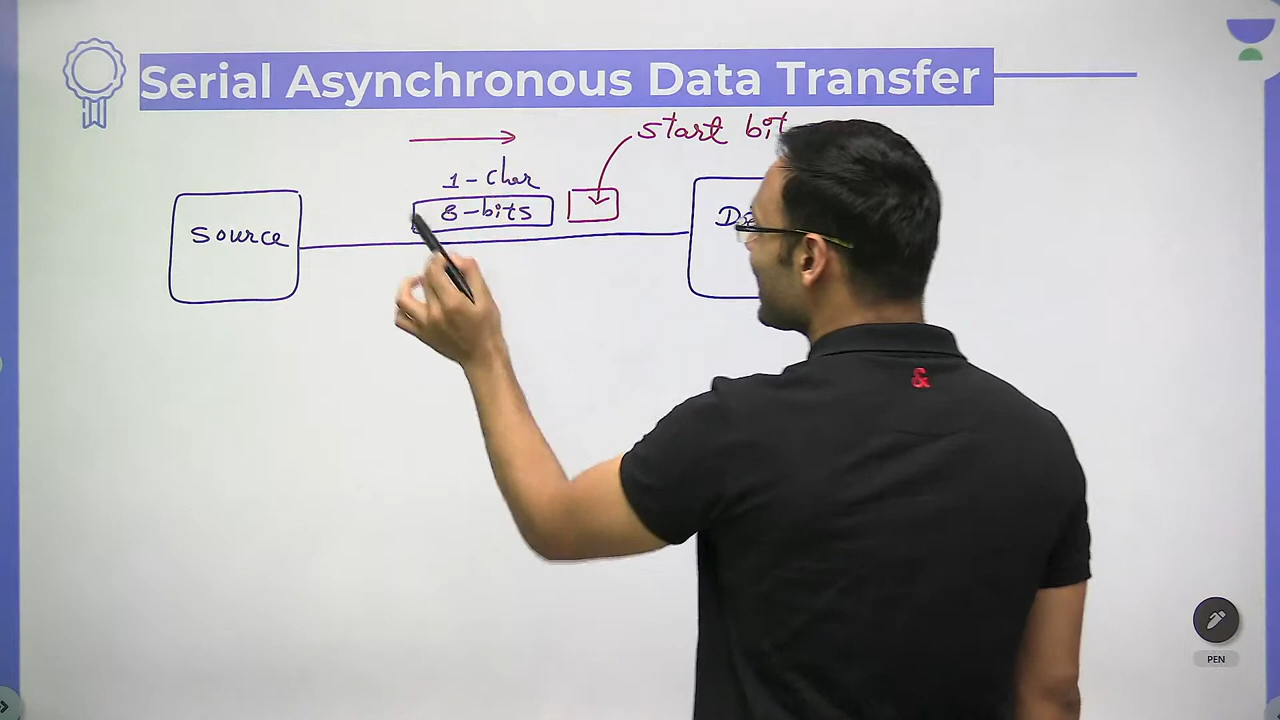 Serial Asynchronous Data Transfer
start bit
1-Char
8-bits
Source
&
PEN